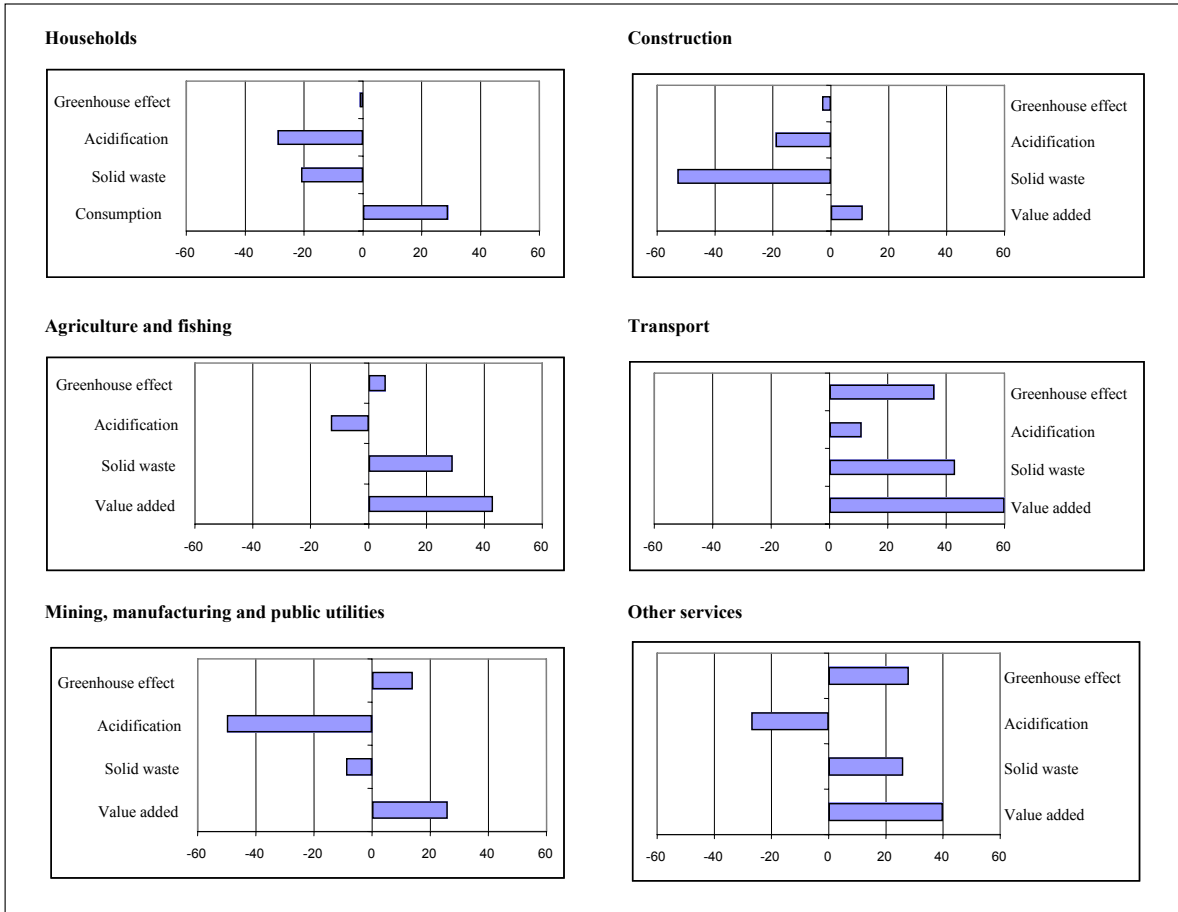 Households
Greenhouse effect
Acidification
Solid waste
Consumption
-60 -40 -20 0 20 40 60
Construction
Greenhouse effect
Acidification
Solid waste
Value added
-60 -40 -20 0 20 40 60
Agriculture and fishing
Greenhouse effect
Acidification
Solid waste
Value added
-60 -40 -20 0 20 40 60
Transport
Greenhouse effect
Acidification
Solid waste
Value added
-60 -40 -20 0 20 40 60
Mining, manufacturing and public utilities
Greenhouse effect
Acidification
Solid waste
Value added
-60 -40 -20 0 20 40 60
Other services
Greenhouse effect
Acidification
Solid waste
Value added
-60 -40 -20 0 20 40 60